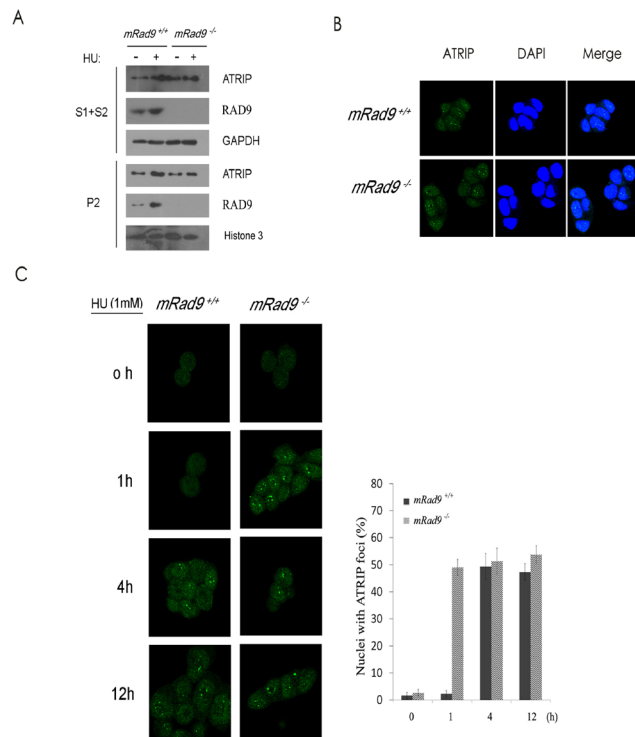 A
mRad9 +/+ mRad9 -/-
HU: - + - +
ATRIP
S1+S2
RAD9
GAPDH
ATRIP
P2
RAD9
Histone 3
B
ATRIP DAPI Merge
mRad9 +/+
mRad9 -/-
C
HU (1mM) mRad9 +/+ mRad9 -/-
o h
1h
4h
12h
Nuclei with ATRIP foci (%)
80
70
60
50
40
30
20
10
0
mRad9 +/+
mRad9 -/-
0 1 4 12 (h)